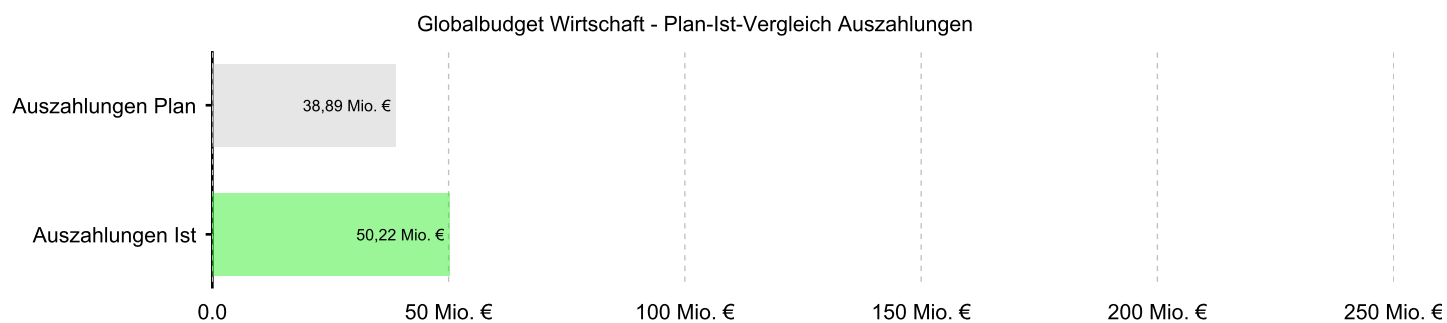 Globalbudget Wirtschaft - Plan-Ist-Vergleich Auszahlungen
Auszahlungen Plan
38,89 Mio. €
Auszahlungen Ist
50,22 Mio. €
0.0
50 Mio. €
100 Mio. €
150 Mio. €
200 Mio. €
250 Mio. €